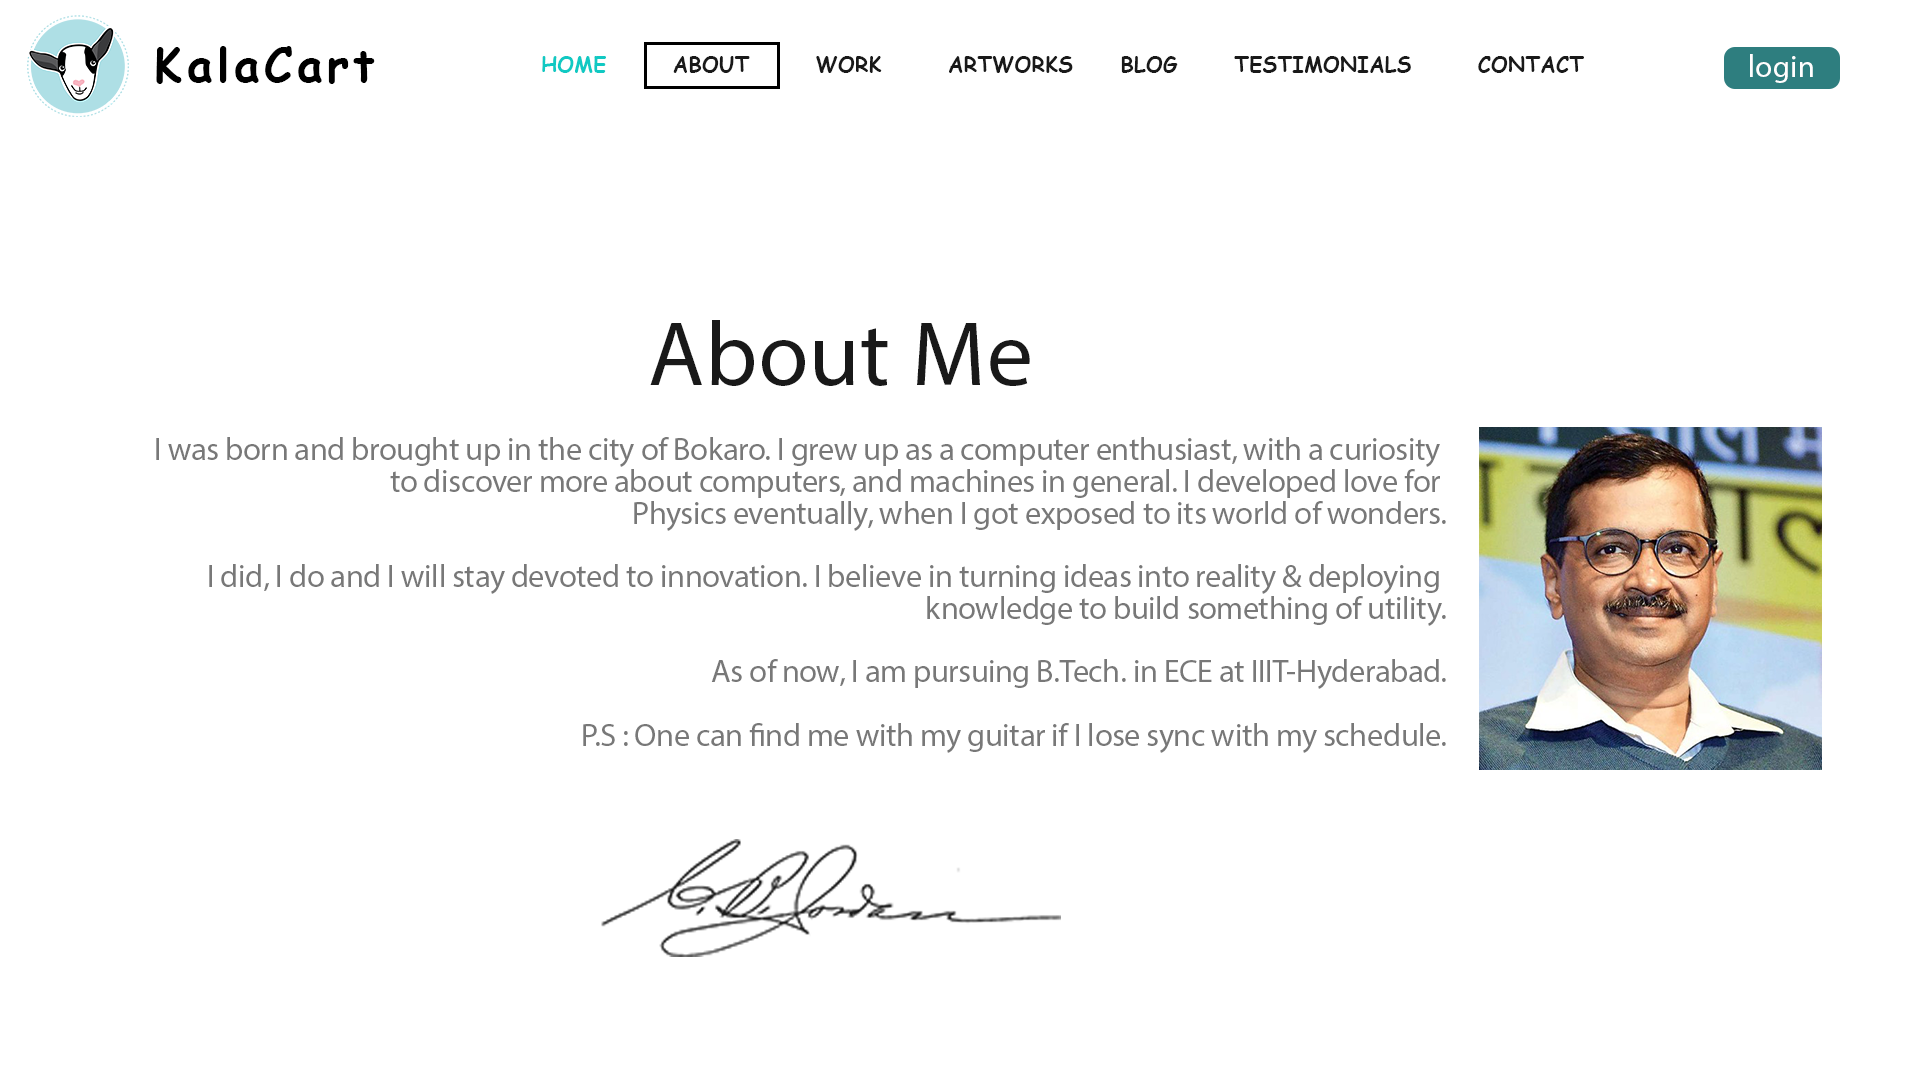 KalaCart
HOME
ABOUT
WORK
ARTWORKS
BLOG
TESTIMONIALS
CONTACT
login
About Me
I was born and brought up in the city of Bokaro. I grew up as a computer enthusiast, with a curiosity
to discover more about computers, and machines in general. I developed love for
Physics eventually, when I got exposed to its world of wonders.
I did, I do and I will stay devoted to innovation. I believe in turning ideas into reality & deploying
knowledge to build something of utility.
As of now, I am pursuing B.Tech. in ECE at IIIT-Hyderabad.
P.S : One can find me with my guitar if I lose sync with my schedule.